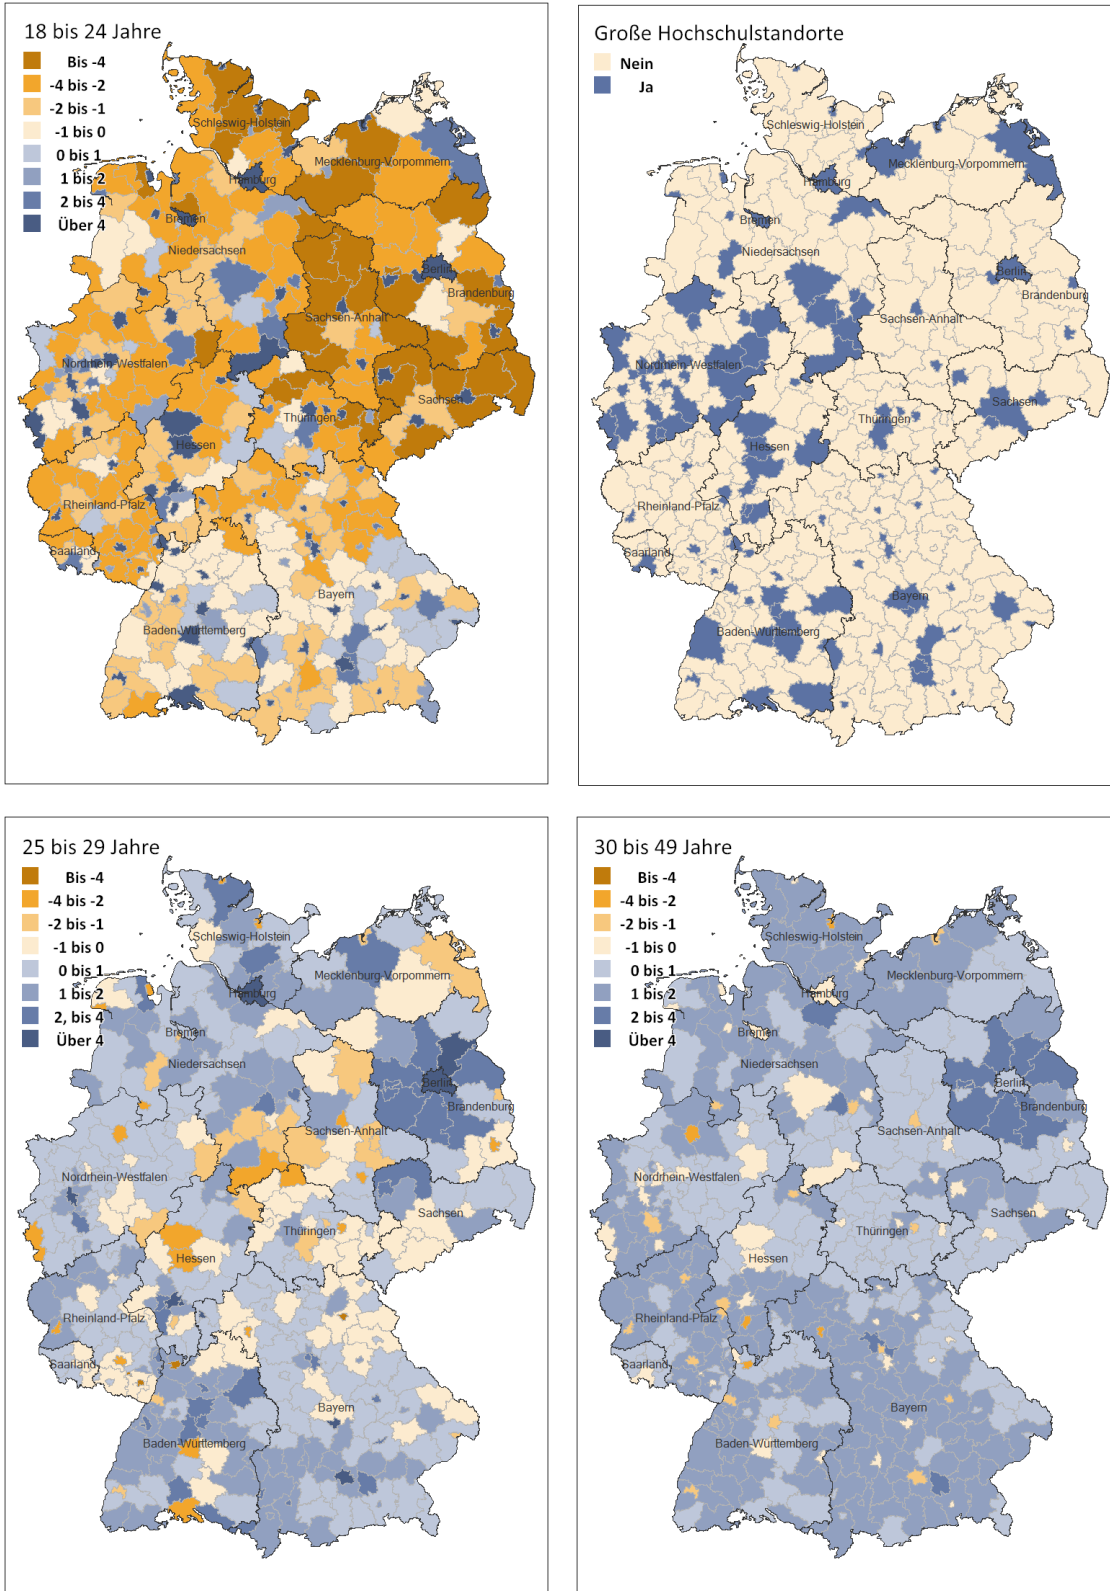 18 bis 24 Jahre
Bis -4
-4 bis -2
-2 bis -1
-1 bis 0
0 bis 1
1 bis 2
2 bis 4
Über 4
Schleswig-Holstein
Mecklenburg-Vorpommern
Hamburg
Bremen
Niedersachsen
Berlin
Brandenburg
Sachsen-Anhalt
Nordrhein-Westfalen
Sachsen
Thüringen
Hessen
Rheinland-Pfalz
Saarland
Bayern
Baden-Württemberg
Große Hochschulstandorte
Nein
Ja
Schleswig-Holstein
Mecklenburg-Vorpommern
Hamburg
Bremen
Niedersachsen
Berlin
Brandenburg
Sachsen-Anhalt
Nordrhein-Westfalen
Sachsen
Thüringen
Hessen
Rheinland-Pfalz
Saarland
Bayern
Baden-Württemberg
25 bis 29 Jahre
Bis -4
-4 bis -2
-2 bis -1
-1 bis 0
0 bis 1
1 bis 2
2, bis 4
Über 4
Schleswig-Holstein
Mecklenburg-Vorpommern
Hamburg
Bremen
Niedersachsen
Berlin
Brandenburg
Sachsen-Anhalt
Nordrhein-Westfalen
Sachsen
Thüringen
Hessen
Rheinland-Pfalz
Saarland
Bayern
Baden-Württemberg
30 bis 49 Jahre
Bis -4
-4 bis -2
-2 bis -1
-1 bis 0
0 bis 1
1 bis 2
2 bis 4
Über 4
Schleswig-Holstein
Mecklenburg-Vorpommern
Hamburg
Bremen
Niedersachsen
Berlin
Brandenburg
Sachsen-Anhalt
Nordrhein-Westfalen
Sachsen
Thüringen
Hessen
Rheinland-Pfalz
Saarland
Bayern
Baden-Württemberg